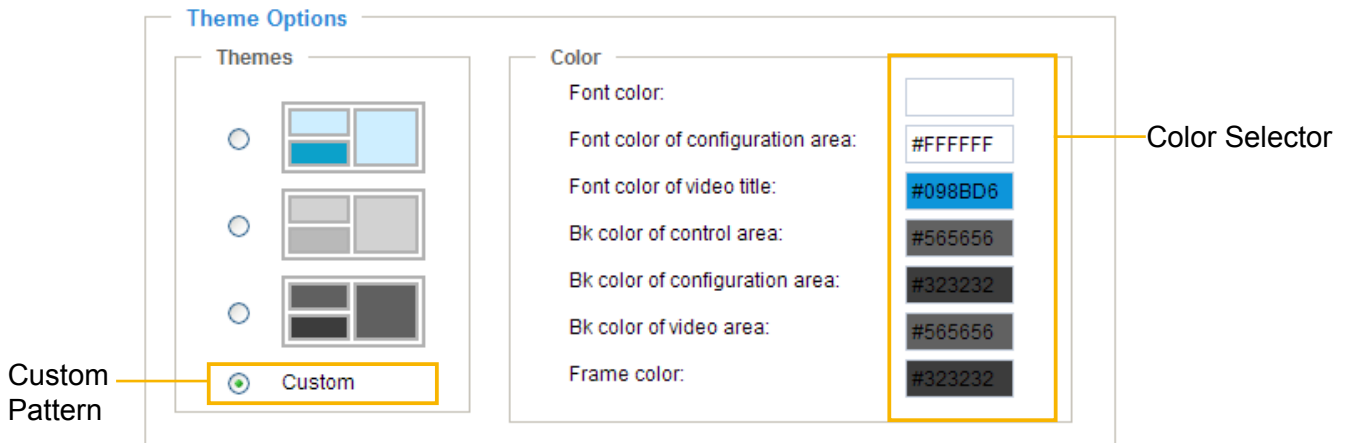 Theme Options
Themes
Custom
Color
Font color:
Font color of configuration area: #FFFFFF
Font color of video title: #098BD6
Bk color of control area: #565656
Bk color of configuration area: #323232
Bk color of video area: #565656
Frame color: #323232
Color Selector
Custom
Pattern